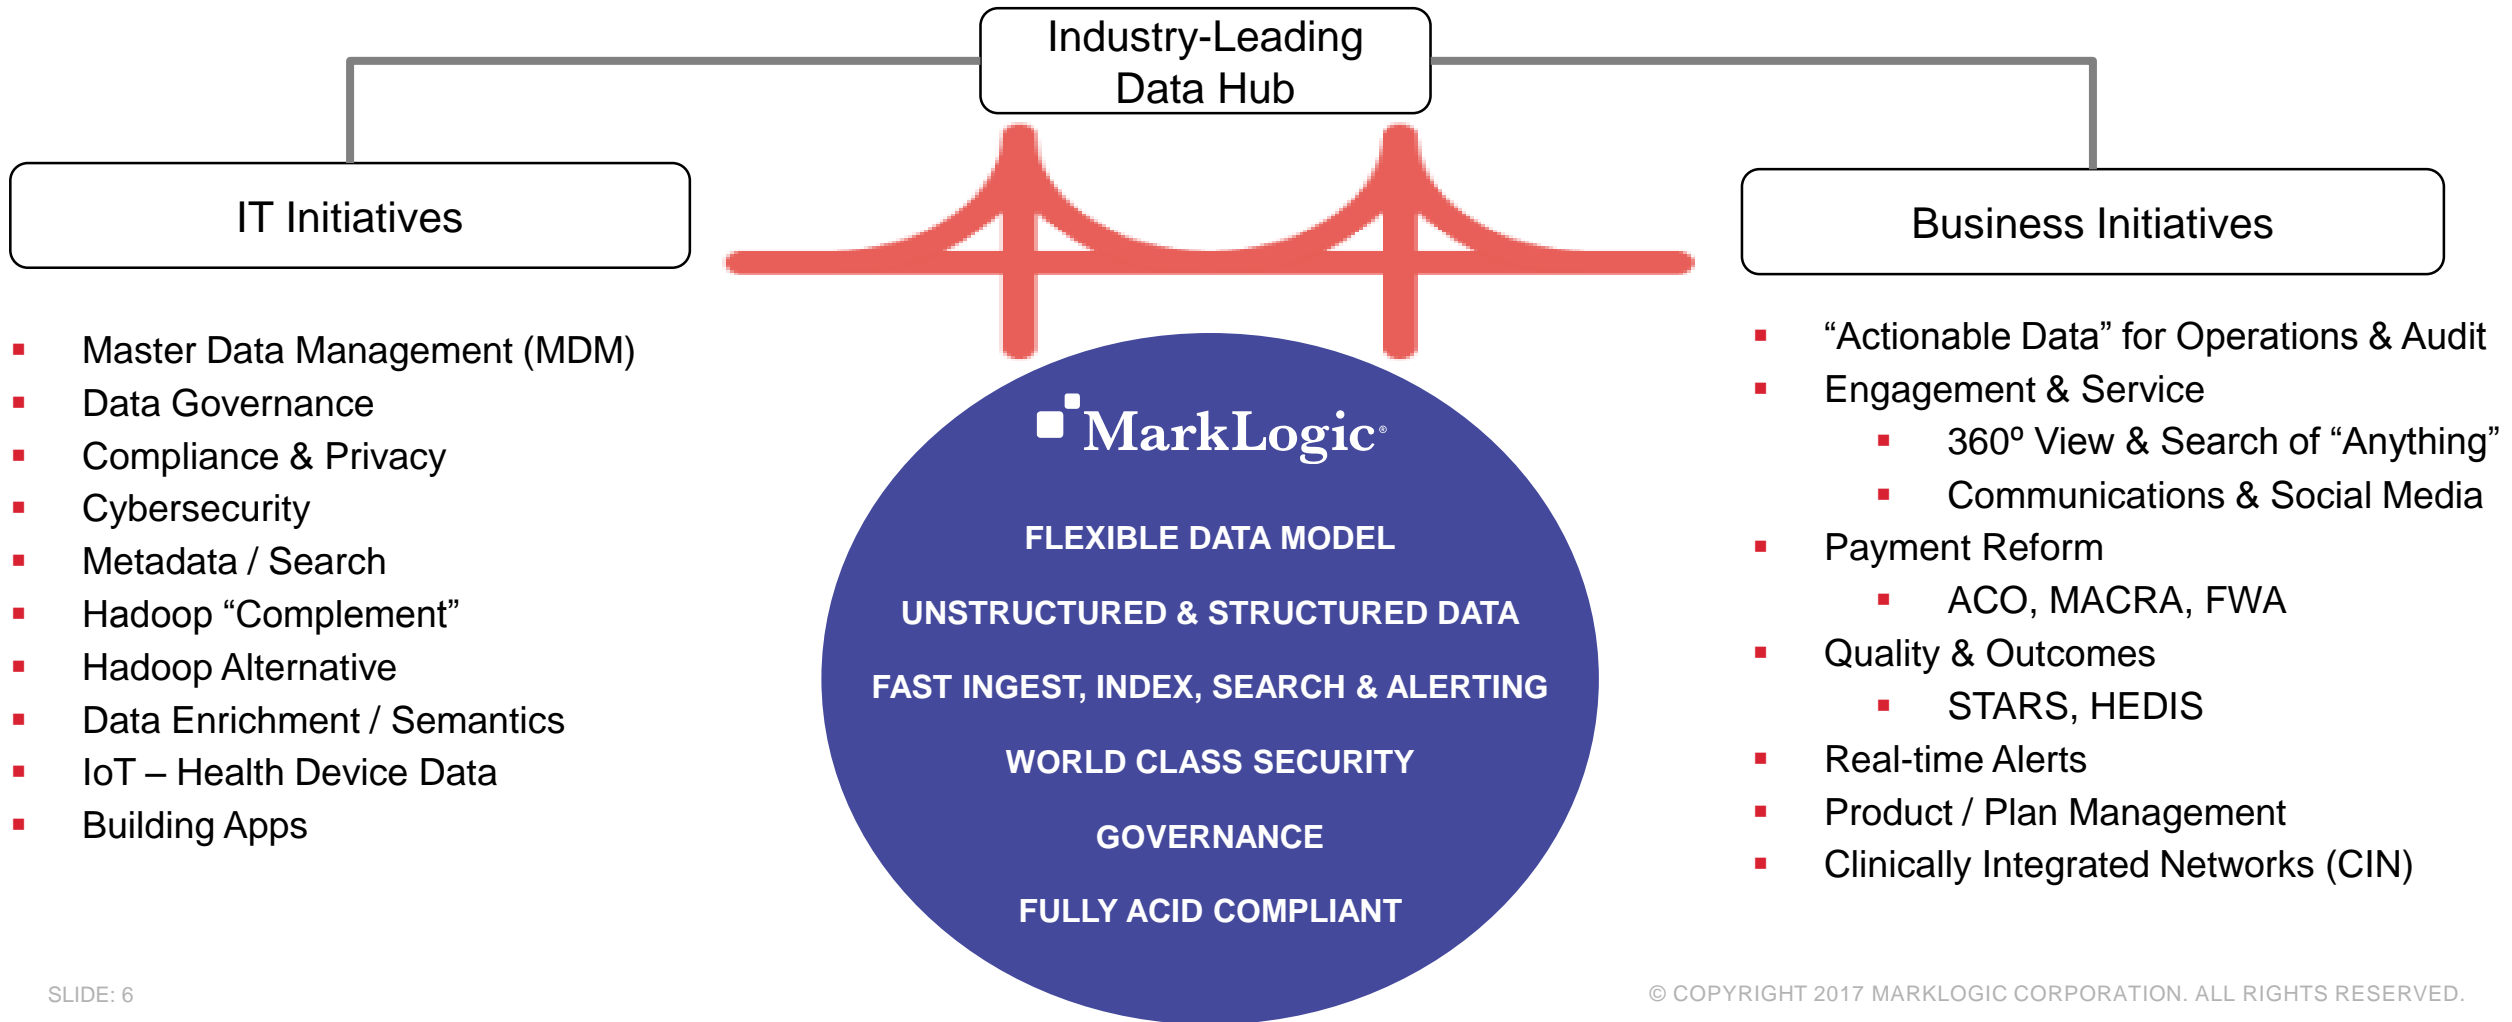 Industry-Leading
Data Hub
IT Initiatives
Master Data Management (MDM)
Data Governance
Compliance & Privacy
Cybersecurity
Metadata / Search
Hadoop “Complement”
Hadoop Alternative
Data Enrichment / Semantics
IoT – Health Device Data
Building Apps
MarkLogic®
FLEXIBLE DATA MODEL
UNSTRUCTURED & STRUCTURED DATA
FAST INGEST, INDEX, SEARCH & ALERTING
WORLD CLASS SECURITY
GOVERNANCE
FULLY ACID COMPLIANT
Business Initiatives
“Actionable Data” for Operations & Audit
Engagement & Service
360º View & Search of “Anything”
Communications & Social Media
Payment Reform
ACO, MACRA, FWA
Quality & Outcomes
STARS, HEDIS
Real-time Alerts
Product / Plan Management
Clinically Integrated Networks (CIN)
SLIDE: 6
© COPYRIGHT 2017 MARKLOGIC CORPORATION. ALL RIGHTS RESERVED.